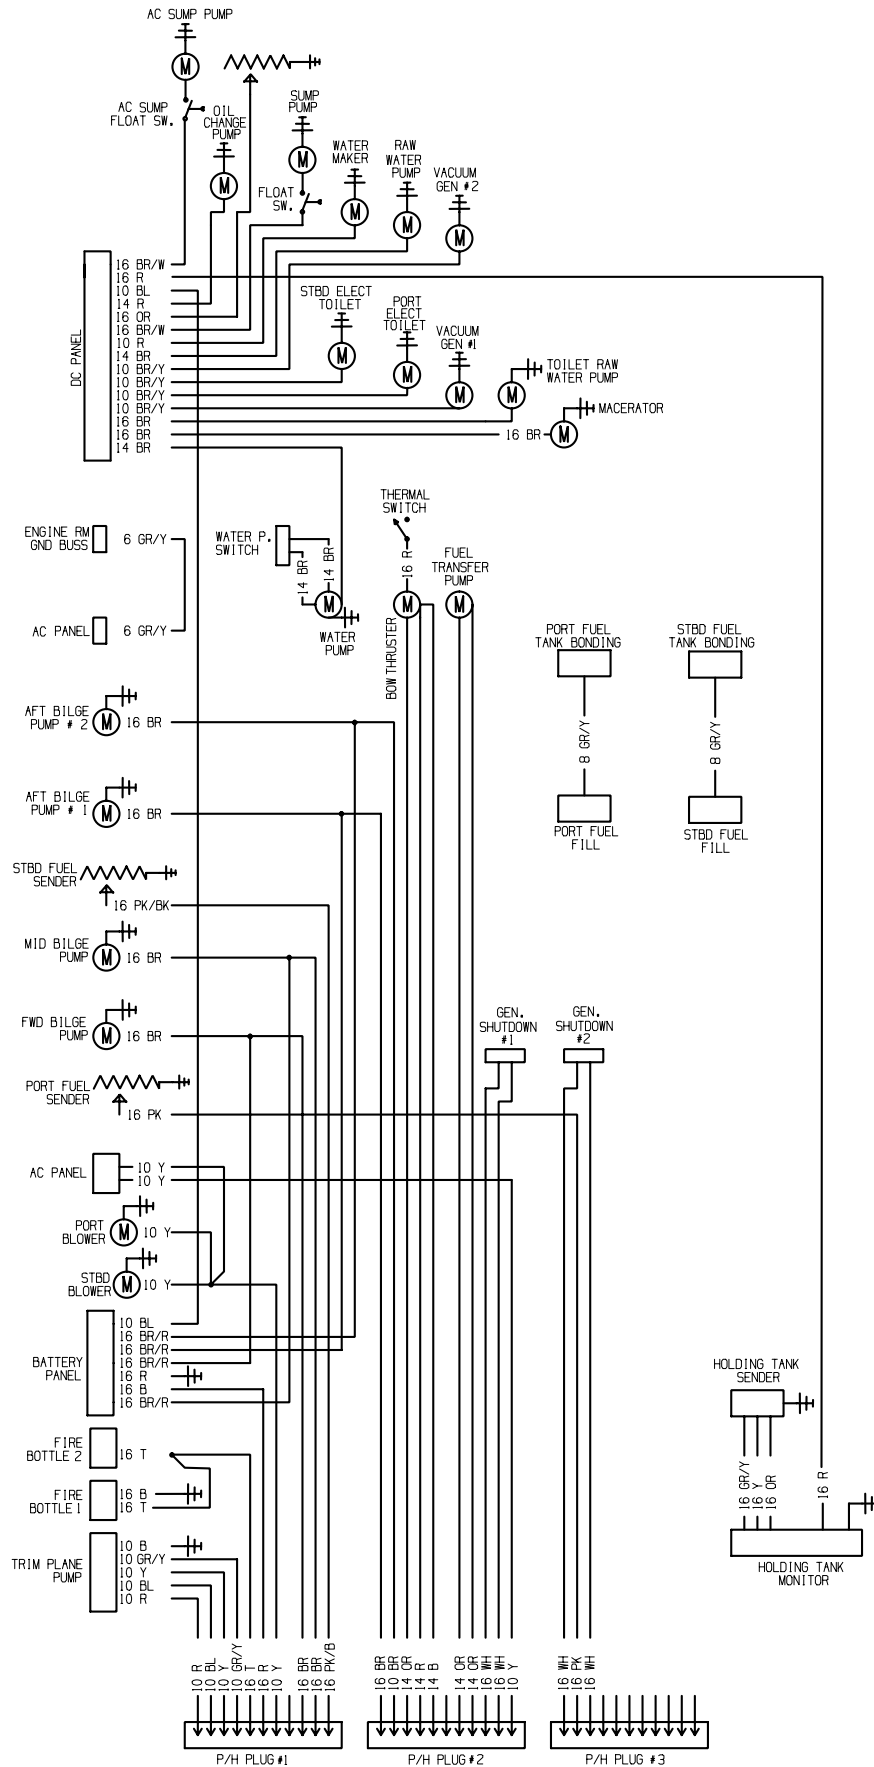 AC SUMP PUMP
M
AC SUMP
FLOAT SW.
OIL
CHANGE
PUMP
M
SUMP
PUMP
M
FLOAT
SW.
WATER
MAKER
M
RAW
WATER
PUMP
M
VACUUM
GEN #2
M
DC PANEL
16 BR/W
16 R
10 BL
14 R
16 OR
16 BR/W
10 R
14 BR
10 BR/Y
10 BR/Y
10 BR/Y
10 BR/Y
16 BR
16 BR
14 BR
STBD ELECT
TOILET
M
PORT
ELECT
TOILET
M
VACUUM
GEN #1
M
TOILET RAW
WATER PUMP
M
MACERATOR
16 BR
M
ENGINE RM
GND BUSS
6 GR/Y
AC PANEL
6 GR/Y
WATER P.
SWITCH
14 BR
14 BR
M
WATER
PUMP
THERMAL
SWITCH
16 R
M
BOW THRUSTER
FUEL
TRANSFER
PUMP
M
PORT FUEL
TANK BONDING
8 GR/Y
PORT FUEL
FILL
STBD FUEL
TANK BONDING
8 GR/Y
STBD FUEL
FILL
AFT BILGE
PUMP # 2
M
16 BR
AFT BILGE
PUMP # 1
M
16 BR
STBD FUEL
SENDER
16 PK/BK
MID BILGE
PUMP
M
16 BR
FWD BILGE
PUMP
M
16 BR
GEN.
SHUTDOWN
#1
GEN.
SHUTDOWN
#2
PORT FUEL
SENDER
16 PK
AC PANEL
10 Y
10 Y
PORT
BLOWER
M
10 Y
STBD
BLOWER
M
10 Y
BATTERY
PANEL
10 BL
16 BR/R
16 BR/R
16 BR/R
16 R
16 B
16 BR/R
FIRE
BOTTLE 2
16 T
FIRE
BOTTLE 1
16 B
16 T
TRIM PLANE
PUMP
10 B
10 GR/Y
10 Y
10 BL
10 R
HOLDING TANK
SENDER
16 GR/Y
16 Y
16 OR
16 R
HOLDING TANK
MONITOR
10 R
10 BL
10 Y
10 GR/Y
16 T
16 R
10 Y
16 BR
16 BR
16 PK/B
P/H PLUG #1
16 BR
10 BR
14 OR
14 R
14 B
14 OR
14 OR
16 WH
16 WH
10 Y
P/H PLUG #2
16 WH
16 PK
16 WH
P/H PLUG #3